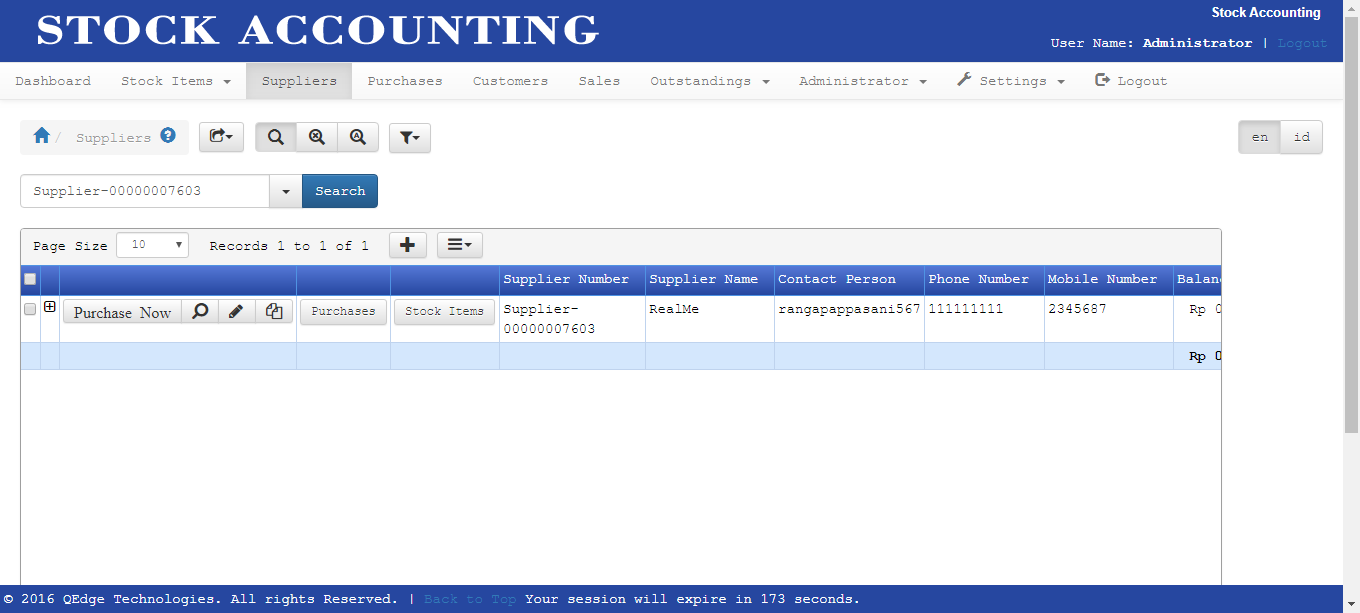 STOCK ACCOUNTING
Stock Accounting
User Name: Administrator | Logout
Dashboard Stock Items Suppliers Purchases Customers Sales Outstandings Administrator Settings Logout
/ Suppliers
en id
Supplier-00000007603 Search
Page Size 10 Records 1 to 1 of 1
Supplier Number Supplier Name Contact Person Phone Number Mobile Number Balanc
Purchase Now Purchases Stock Items Supplier- RealMe rangapappasani567 111111111 2345687 Rp 0
00000007603
Rp 0
© 2016 QEdge Technologies. All rights Reserved. | Back to Top Your session will expire in 173 seconds.